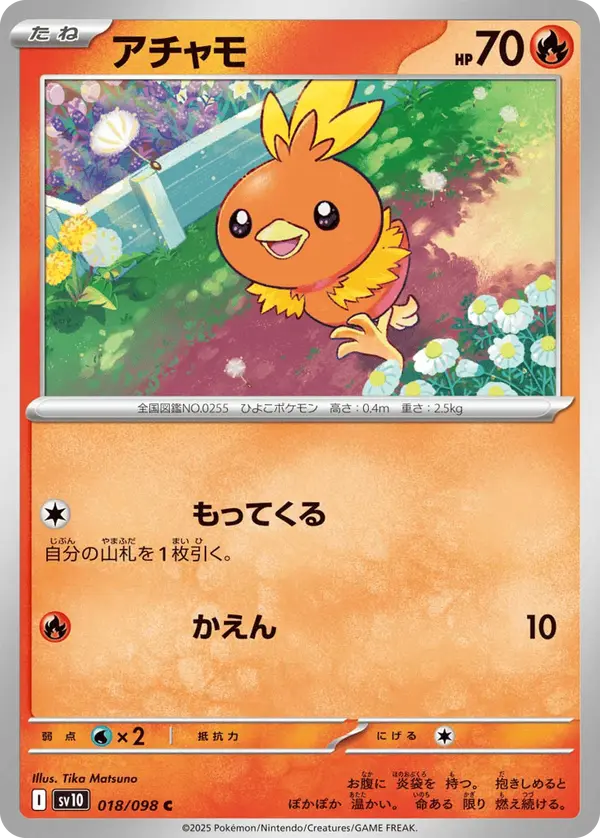 たね アチャモ HP70
全国図鑑NO.0255 ひよこポケモン 高さ：0.4m 重さ：2.5kg
もってくる
自分の山札を1枚引く。
かえん 10
弱点 ×2 抵抗力 にげる
Illus. Tika Matsuno
お腹に 炎袋を 持つ。 抱きしめると
ぽかぽか 温かい。 命ある 限り 燃え続ける。
I sv10 018/098 C
©2025 Pokémon/Nintendo/Creatures/GAME FREAK.